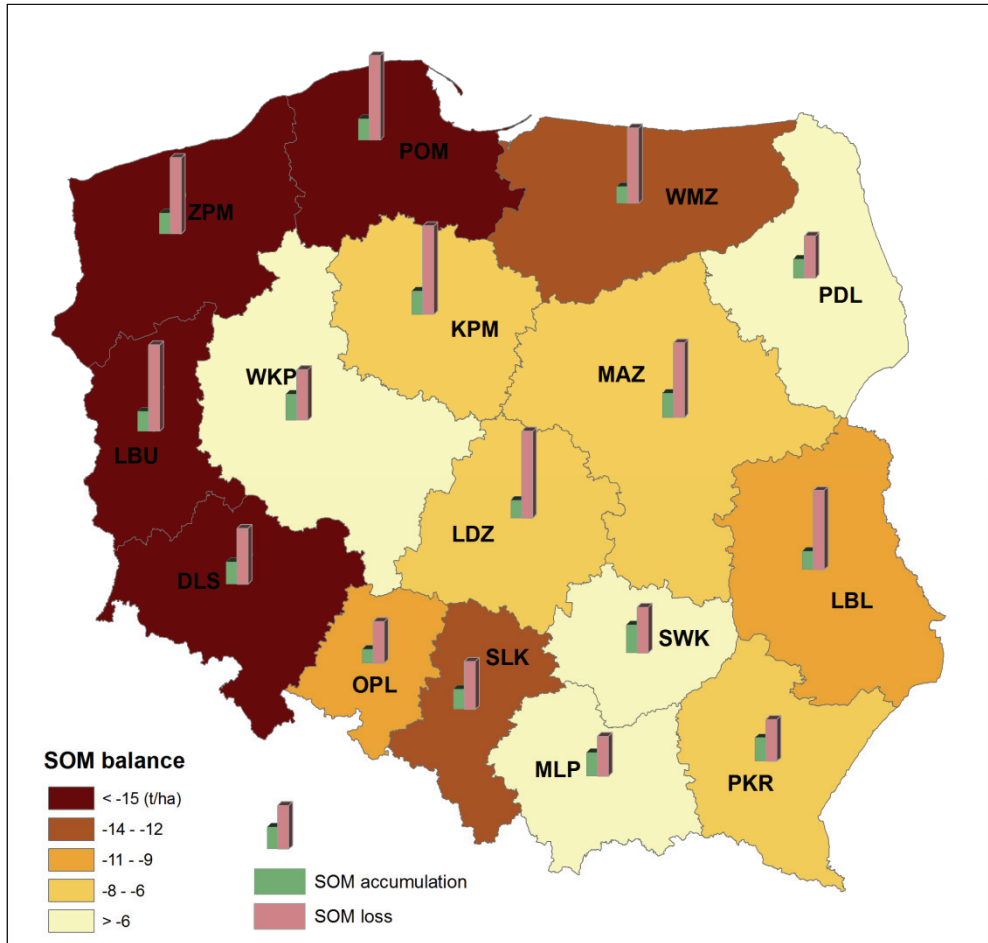 POM
ZPM
WMZ
PDL
KPM
WKP
MAZ
LBU
LDZ
DLS
LBL
SWK
SLK
OPL
MLP
PKR
SOM balance
< -15 (t/ha)
-14 - -12
-11 - -9
-8 - -6
> -6
SOM accumulation
SOM loss